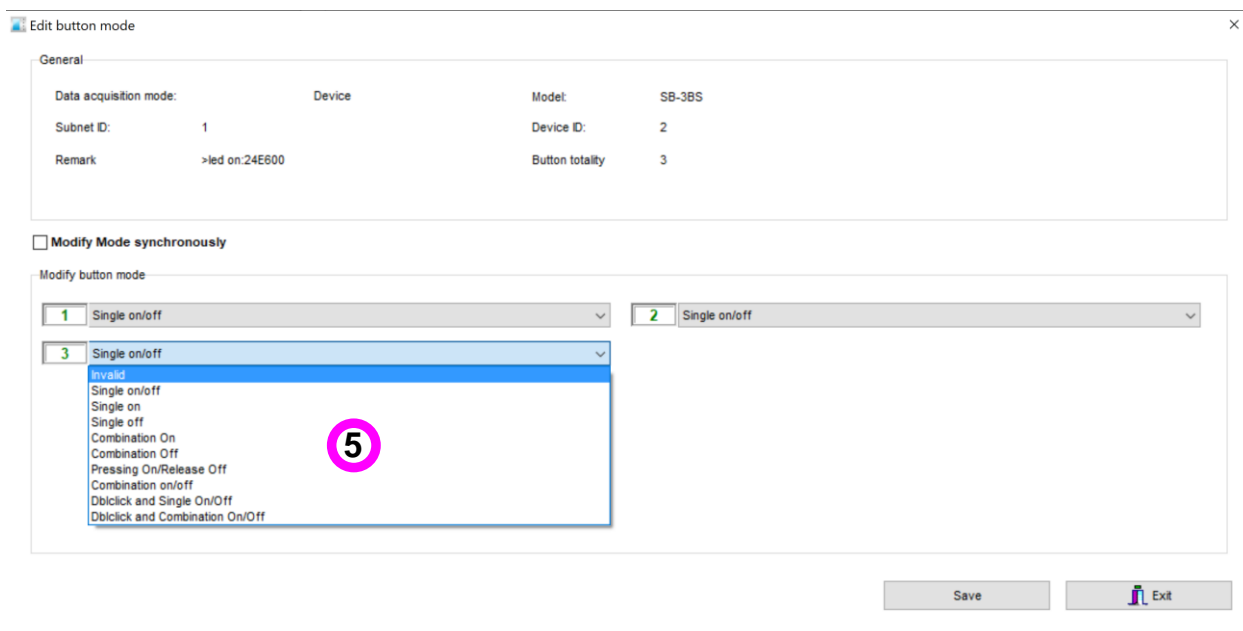 Edit button mode
General
Data acquisition mode: Device Model: SB-3BS
Subnet ID: 1 Device ID: 2
Remark >led on:24E600 Button totality 3
Modify Mode synchronously
Modify button mode
1 Single on/off 2 Single on/off
3 Single on/off
Invalid
Single on/off
Single on
Single off
Combination On
Combination Off
5
Pressing On/Release Off
Combination on/off
Dblclick and Single On/Off
Dblclick and Combination On/Off
Save Exit